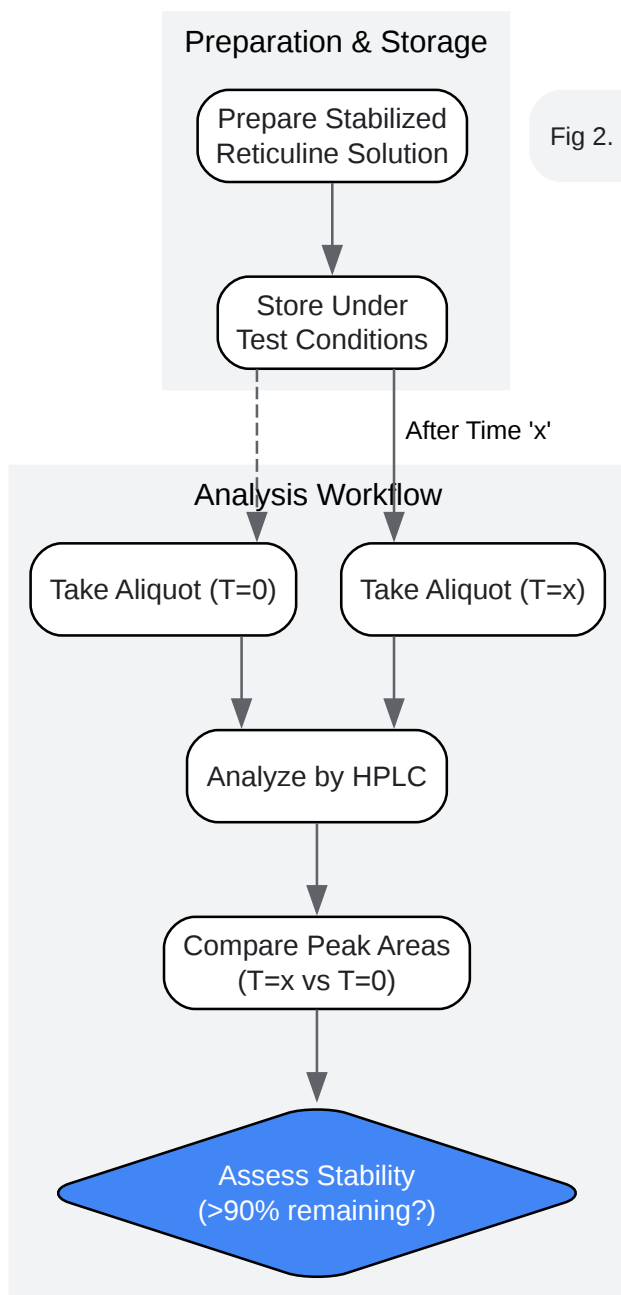 Preparation & Storage
Prepare Stabilized
Reticuline Solution
Fig 2.
Store Under
Test Conditions
After Time 'x'
Analysis Workflow
Take Aliquot (T=0)
Take Aliquot (T=x)
Analyze by HPLC
Compare Peak Areas
(T=x vs T=0)
Assess Stability
(>90% remaining?)